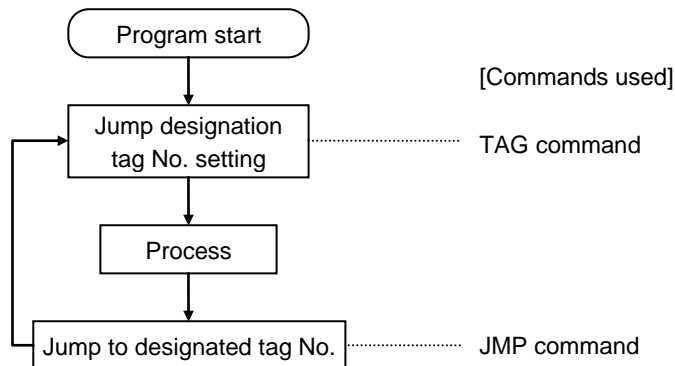 Program start
[Commands used]
Jump designation
tag No. setting
TAG command
Process
Jump to designated tag No.
JMP command